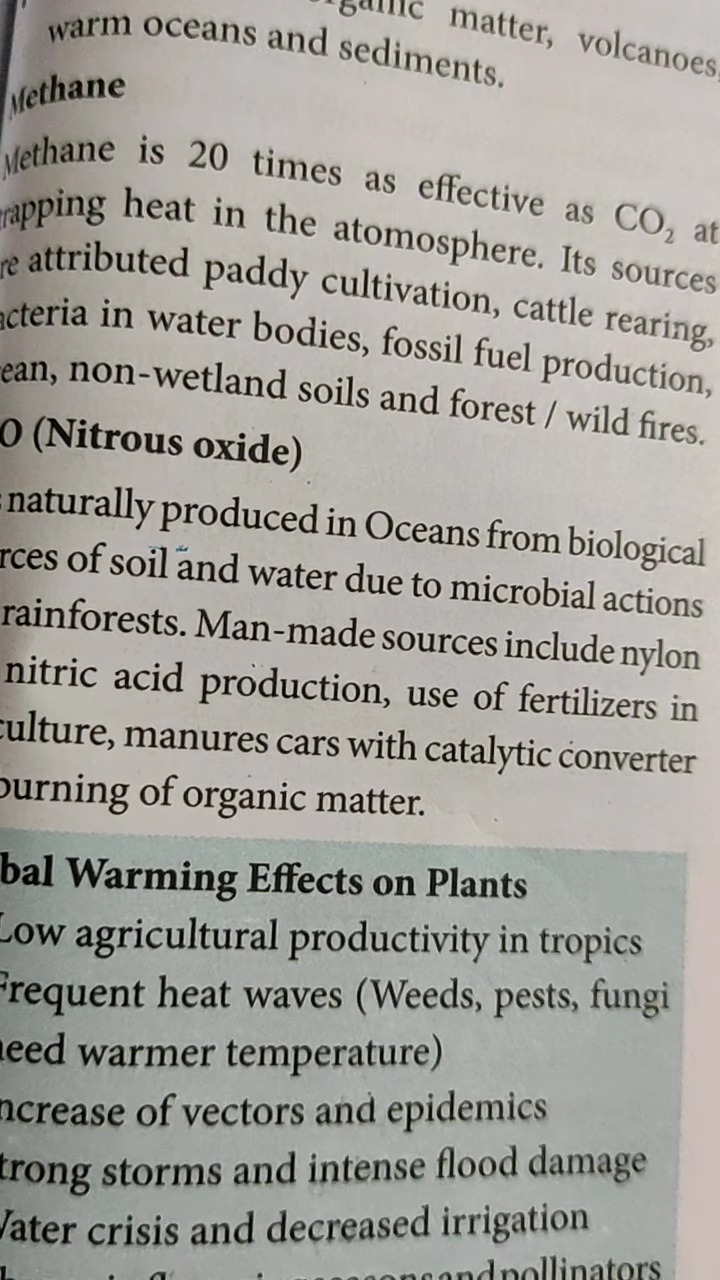 matter, volcanoes,
warm oceans and sediments.
Methane
Methane is 20 times as effective as CO₂ at
rapping heat in the atomosphere. Its sources
re attributed paddy cultivation, cattle rearing,
acteria in water bodies, fossil fuel production,
ean, non-wetland soils and forest / wild fires.
O (Nitrous oxide)
naturally produced in Oceans from biological
rces of soil and water due to microbial actions
rainforests. Man-made sources include nylon
nitric acid production, use of fertilizers in
culture, manures cars with catalytic converter
burning of organic matter.
bal Warming Effects on Plants
Low agricultural productivity in tropics
Frequent heat waves (Weeds, pests, fungi
need warmer temperature)
ncrease of vectors and epidemics
trong storms and intense flood damage
Water crisis and decreased irrigation
and pollinators